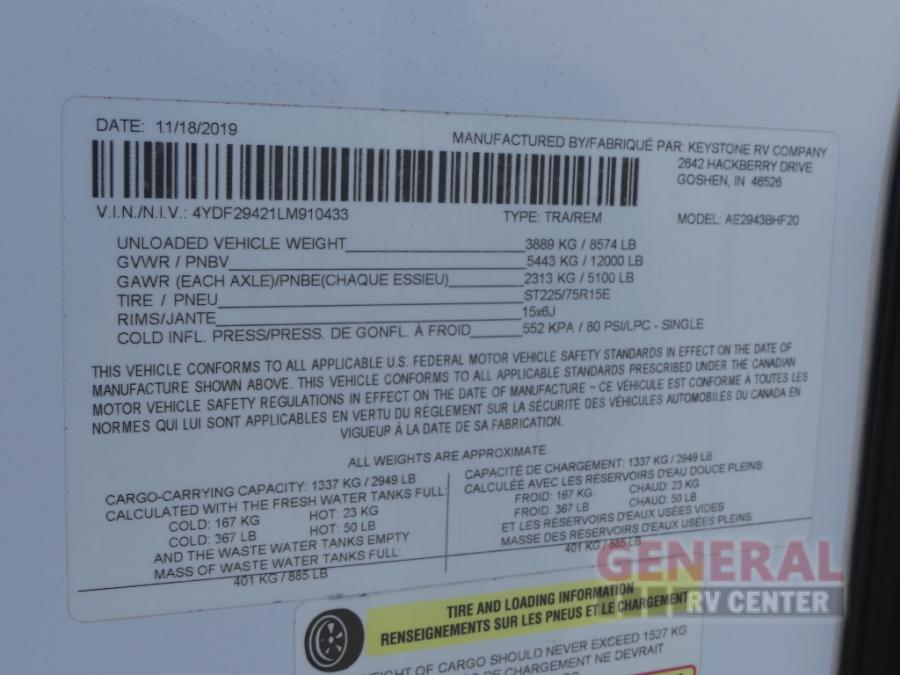 DATE: 11/18/2019
MANUFACTURED BY/FABRIQUÉ PAR: KEYSTONE RV COMPANY
2642 HACKBERRY DRIVE
GOSHEN, IN 46526
V.I.N./N.I.V.: 4YDF29421LM910433 TYPE: TRA/REM MODEL: AE2943BHF20
UNLOADED VEHICLE WEIGHT 3889 KG / 8574 LB
GVWR / PNBV 5443 KG / 12000 LB
GAWR (EACH AXLE)/PNBE(CHAQUE ESSIEU) 2313 KG / 5100 LB
TIRE / PNEU ST225/75R15E
RIMS/JANTE 15x6J
COLD INFL. PRESS/PRESS. DE GONFL. À FROID 552 KPA / 80 PSI/LPC - SINGLE
THIS VEHICLE CONFORMS TO ALL APPLICABLE U.S. FEDERAL MOTOR VEHICLE SAFETY STANDARDS IN EFFECT ON THE DATE OF
MANUFACTURE SHOWN ABOVE. THIS VEHICLE CONFORMS TO ALL APPLICABLE STANDARDS PRESCRIBED UNDER THE CANADIAN
MOTOR VEHICLE SAFETY REGULATIONS IN EFFECT ON THE DATE OF MANUFACTURE ~ CE VÉHICULE EST CONFORME À TOUTES LES
NORMES QUI LUI SONT APPLICABLES EN VERTU DU RÈGLEMENT SUR LA SÉCURITÉ DES VÉHICULES AUTOMOBILES DU CANADA EN
VIGUEUR À LA DATE DE SA FABRICATION.
ALL WEIGHTS ARE APPROXIMATE.
CARGO-CARRYING CAPACITY: 1337 KG / 2949 LB
CALCULATED WITH THE FRESH WATER TANKS FULL:
COLD: 167 KG HOT: 23 KG
COLD: 367 LB HOT: 50 LB
AND THE WASTE WATER TANKS EMPTY
MASS OF WASTE WATER TANKS FULL:
401 KG / 885 LB
CAPACITÉ DE CHARGEMENT: 1337 KG / 2949 LB
CALCULÉE AVEC LES RÉSERVOIRS D'EAU DOUCE PLEINS:
FROID: 167 KG CHAUD: 23 KG
FROID: 367 LB CHAUD: 50 LB
ET LES RÉSERVOIRS D'EAUX USÉES VIDES
MASSE DES RÉSERVOIRS D'EAUX USÉES PLEINS:
401 KG / 885 LB
GENERAL
RV CENTER
TIRE AND LOADING INFORMATION
RENSEIGNEMENTS SUR LES PNEUS ET LE CHARGEMENT
OF CARGO SHOULD NEVER EXCEED 1527 KG
DE CHARGEMENT NE DEVRAIT